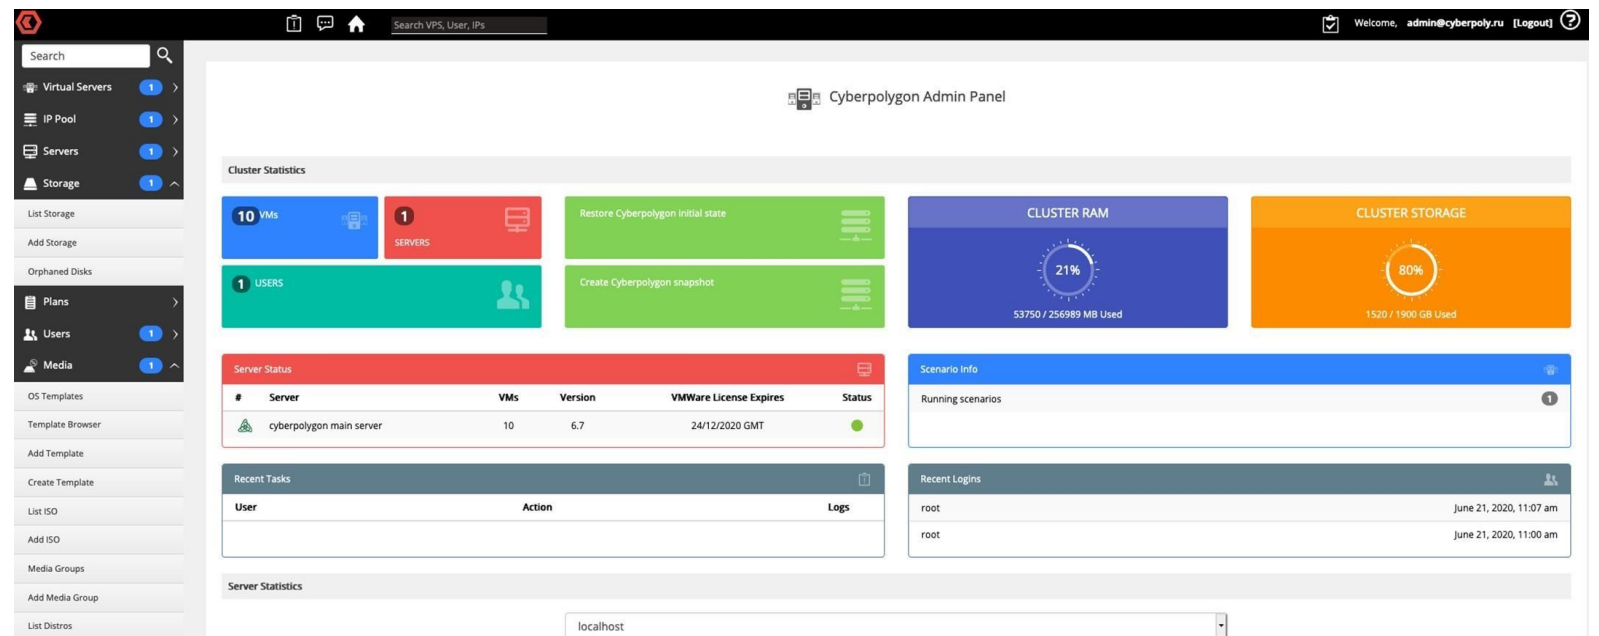 Search VPS, User, IPs
Welcome, admin@cyberpoly.ru [Logout] ?
Search
Virtual Servers 1
IP Pool 1
Servers 1
Storage 1
List Storage
Add Storage
Orphaned Disks
Plans
Users 1
Media 1
OS Templates
Template Browser
Add Template
Create Template
List ISO
Add ISO
Media Groups
Add Media Group
List Distros
Cyberpolygon Admin Panel
Cluster Statistics
10 VMs
1
SERVERS
1 USERS
Restore Cyberpolygon Initial state
Create Cyberpolygon snapshot
CLUSTER RAM
21%
53750 / 256989 MB Used
CLUSTER STORAGE
80%
1520 / 1900 GB Used
Server Status
# Server VMs Version VMWare License Expires Status
cyberpolygon main server 10 6.7 24/12/2020 GMT
Scenario Info
Running scenarios 1
Recent Tasks
User Action Logs
Recent Logins
root June 21, 2020, 11:07 am
root June 21, 2020, 11:00 am
Server Statistics
localhost